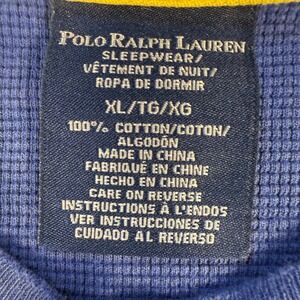 POLO RALPH LAUREN
SLEEPWEAR/
VÊTEMENT DE NUIT/
ROPA DE DORMIR
XL/TG/XG
100% COTTON/COTON/
ALGODÓN
MADE IN CHINA
FABRIQUÉ EN CHINE
HECHO EN CHINA
CARE ON REVERSE
INSTRUCTIONS À L'ENDOS
VER INSTRUCCIONES DE
CUIDADO AL REVERSO